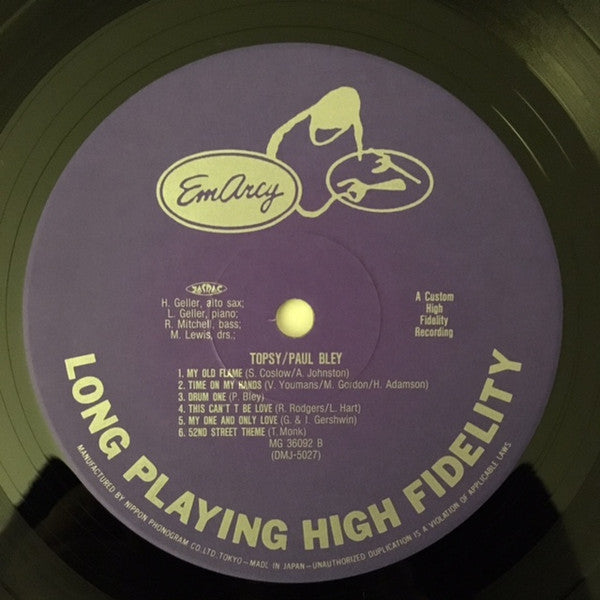 EmArcy
JASRAC
H. Geller, alto sax;
L. Geller, piano;
R. Mitchell, bass;
M. Lewis, drs.;
A Custom
High
Fidelity
Recording
TOPSY/PAUL BLEY
1. MY OLD FLAME (S. Coslow/A. Johnston)
2. TIME ON MY HANDS (V. Youmans/M. Gordon/H. Adamson)
3. DRUM ONE (P. Bley)
4. THIS CAN'T T BE LOVE (R. Rodgers/L. Hart)
5. MY ONE AND ONLY LOVE (G. & I. Gershwin)
6. 52ND STREET THEME (T. Monk)
MG 36092 B
(DMJ-5027)
LONG PLAYING HIGH FIDELITY
MANUFACTURED BY NIPPON PHONOGRAM CO., LTD. TOKYO – MADE IN JAPAN – UNAUTHORIZED DUPLICATION IS A VIOLATION OF APPLICABLE LAWS.